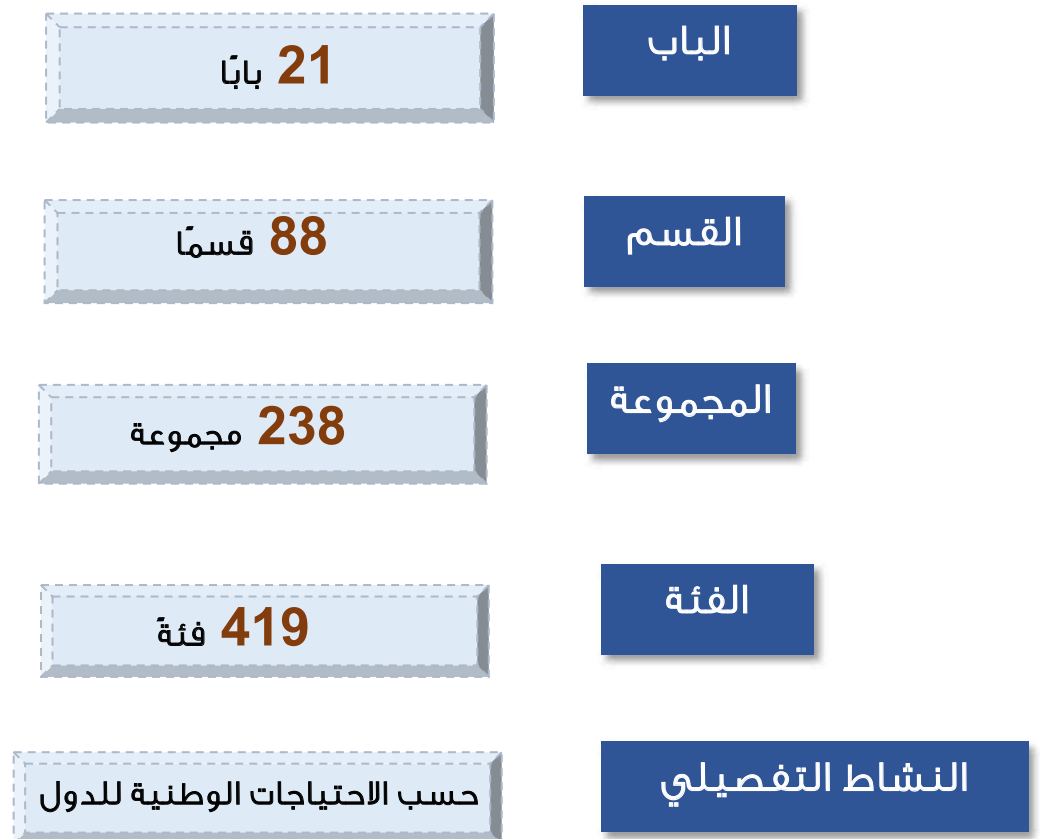 الباب
21 بابًا
القسم
88 قسمًا
المجموعة
238 مجموعة
الفئة
419 فئةً
النشاط التفصيلي
حسب الاحتياجات الوطنية للدول